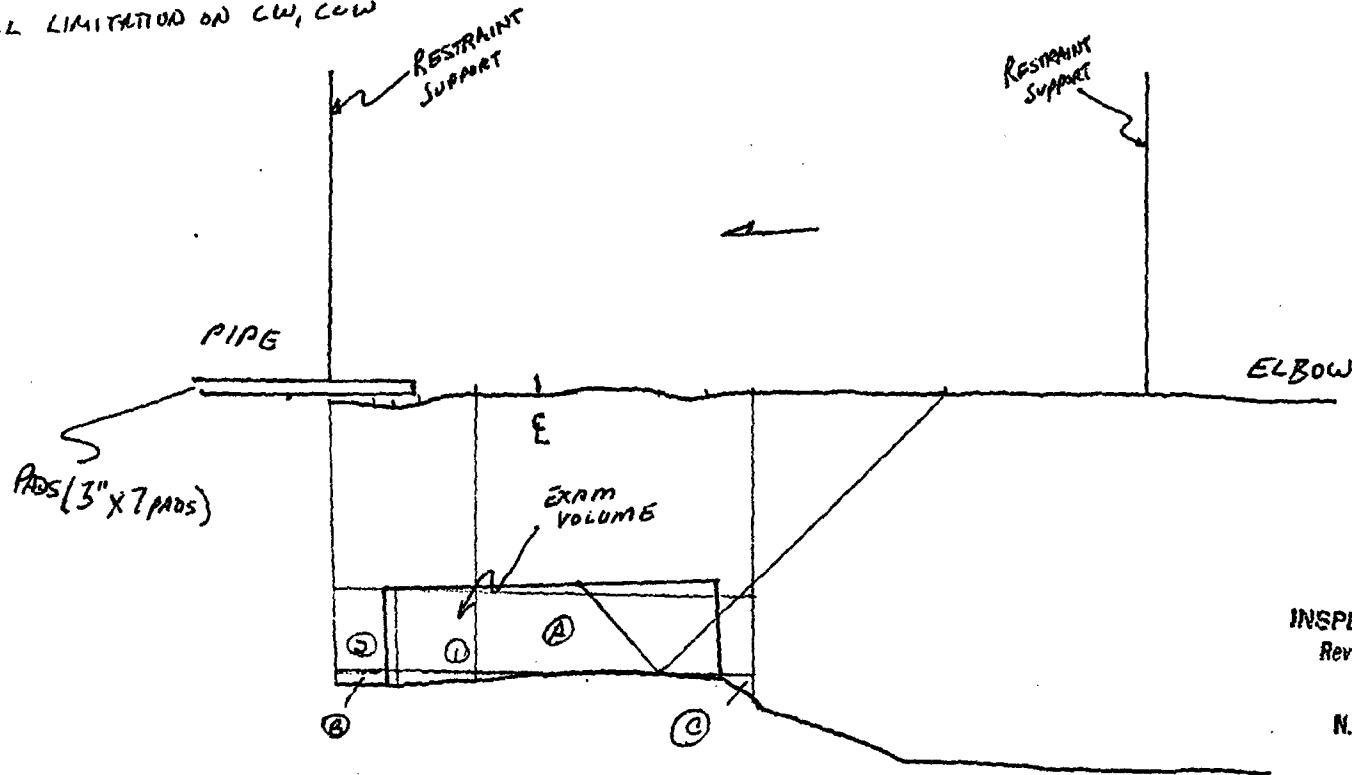 LIMITATION ON CW, CCW
RESTRAINT
SUPPORT
RESTRAINT
SUPPORT
PIPE
ELBOW
℄
PADS (3" X 7 PADS)
EXAM
VOLUME
2
1
A
B
C
INSPE
Rev
N.